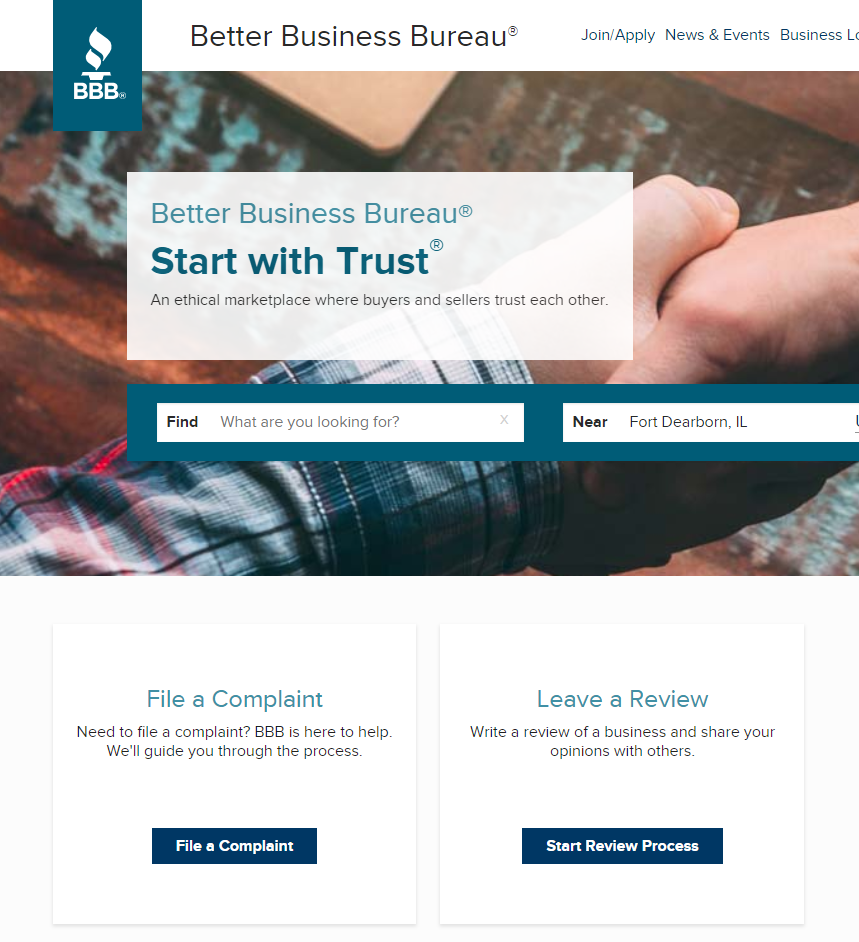 BBB®
Better Business Bureau®
Join/Apply News & Events Business
Better Business Bureau®
Start with Trust®
An ethical marketplace where buyers and sellers trust each other.
Find What are you looking for? X
Near Fort Dearborn, IL
File a Complaint
Need to file a complaint? BBB is here to help.
We'll guide you through the process.
File a Complaint
Leave a Review
Write a review of a business and share your
opinions with others.
Start Review Process